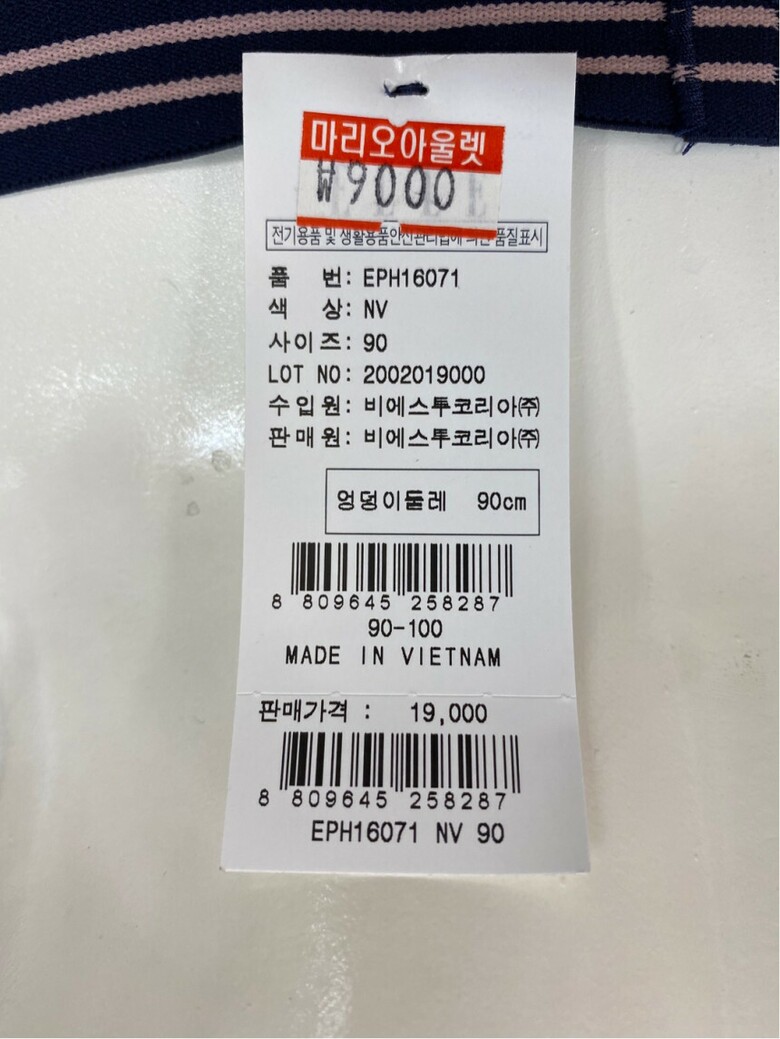 마리오아울렛
₩9000
전기용품 및 생활용품안전관리법에 의한 품질표시
품 번: EPH16071
색 상: NV
사이즈: 90
LOT NO: 2002019000
수입원: 비에스투코리아㈜
판매원: 비에스투코리아㈜
엉덩이둘레 90cm
8 809645 258287
90-100
MADE IN VIETNAM
판매가격 : 19,000
8 809645 258287
EPH16071 NV 90